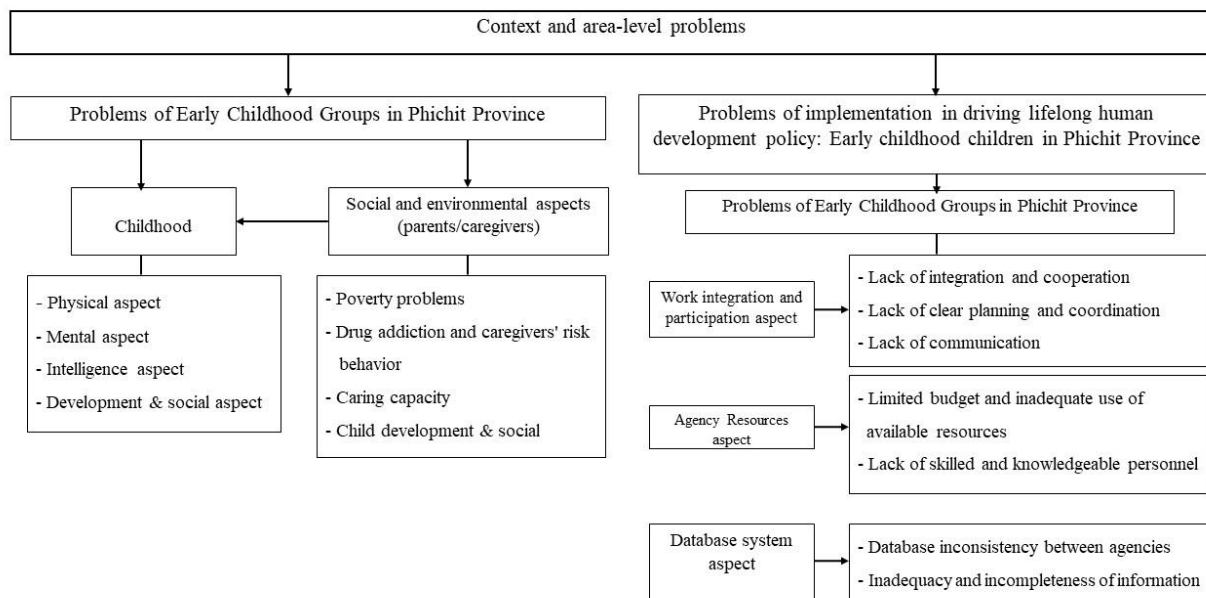 Context and area-level problems
Problems of Early Childhood Groups in Phichit Province
Childhood
Social and environmental aspects
(parents/caregivers)
- Physical aspect
- Mental aspect
- Intelligence aspect
- Development & social aspect
- Poverty problems
- Drug addiction and caregivers' risk
behavior
- Caring capacity
- Child development & social
Problems of implementation in driving lifelong human
development policy: Early childhood children in Phichit Province
Problems of Early Childhood Groups in Phichit Province
Work integration and
participation aspect
- Lack of integration and cooperation
- Lack of clear planning and coordination
- Lack of communication
Agency Resources
aspect
- Limited budget and inadequate use of
available resources
- Lack of skilled and knowledgeable personnel
Database system
aspect
- Database inconsistency between agencies
- Inadequacy and incompleteness of information